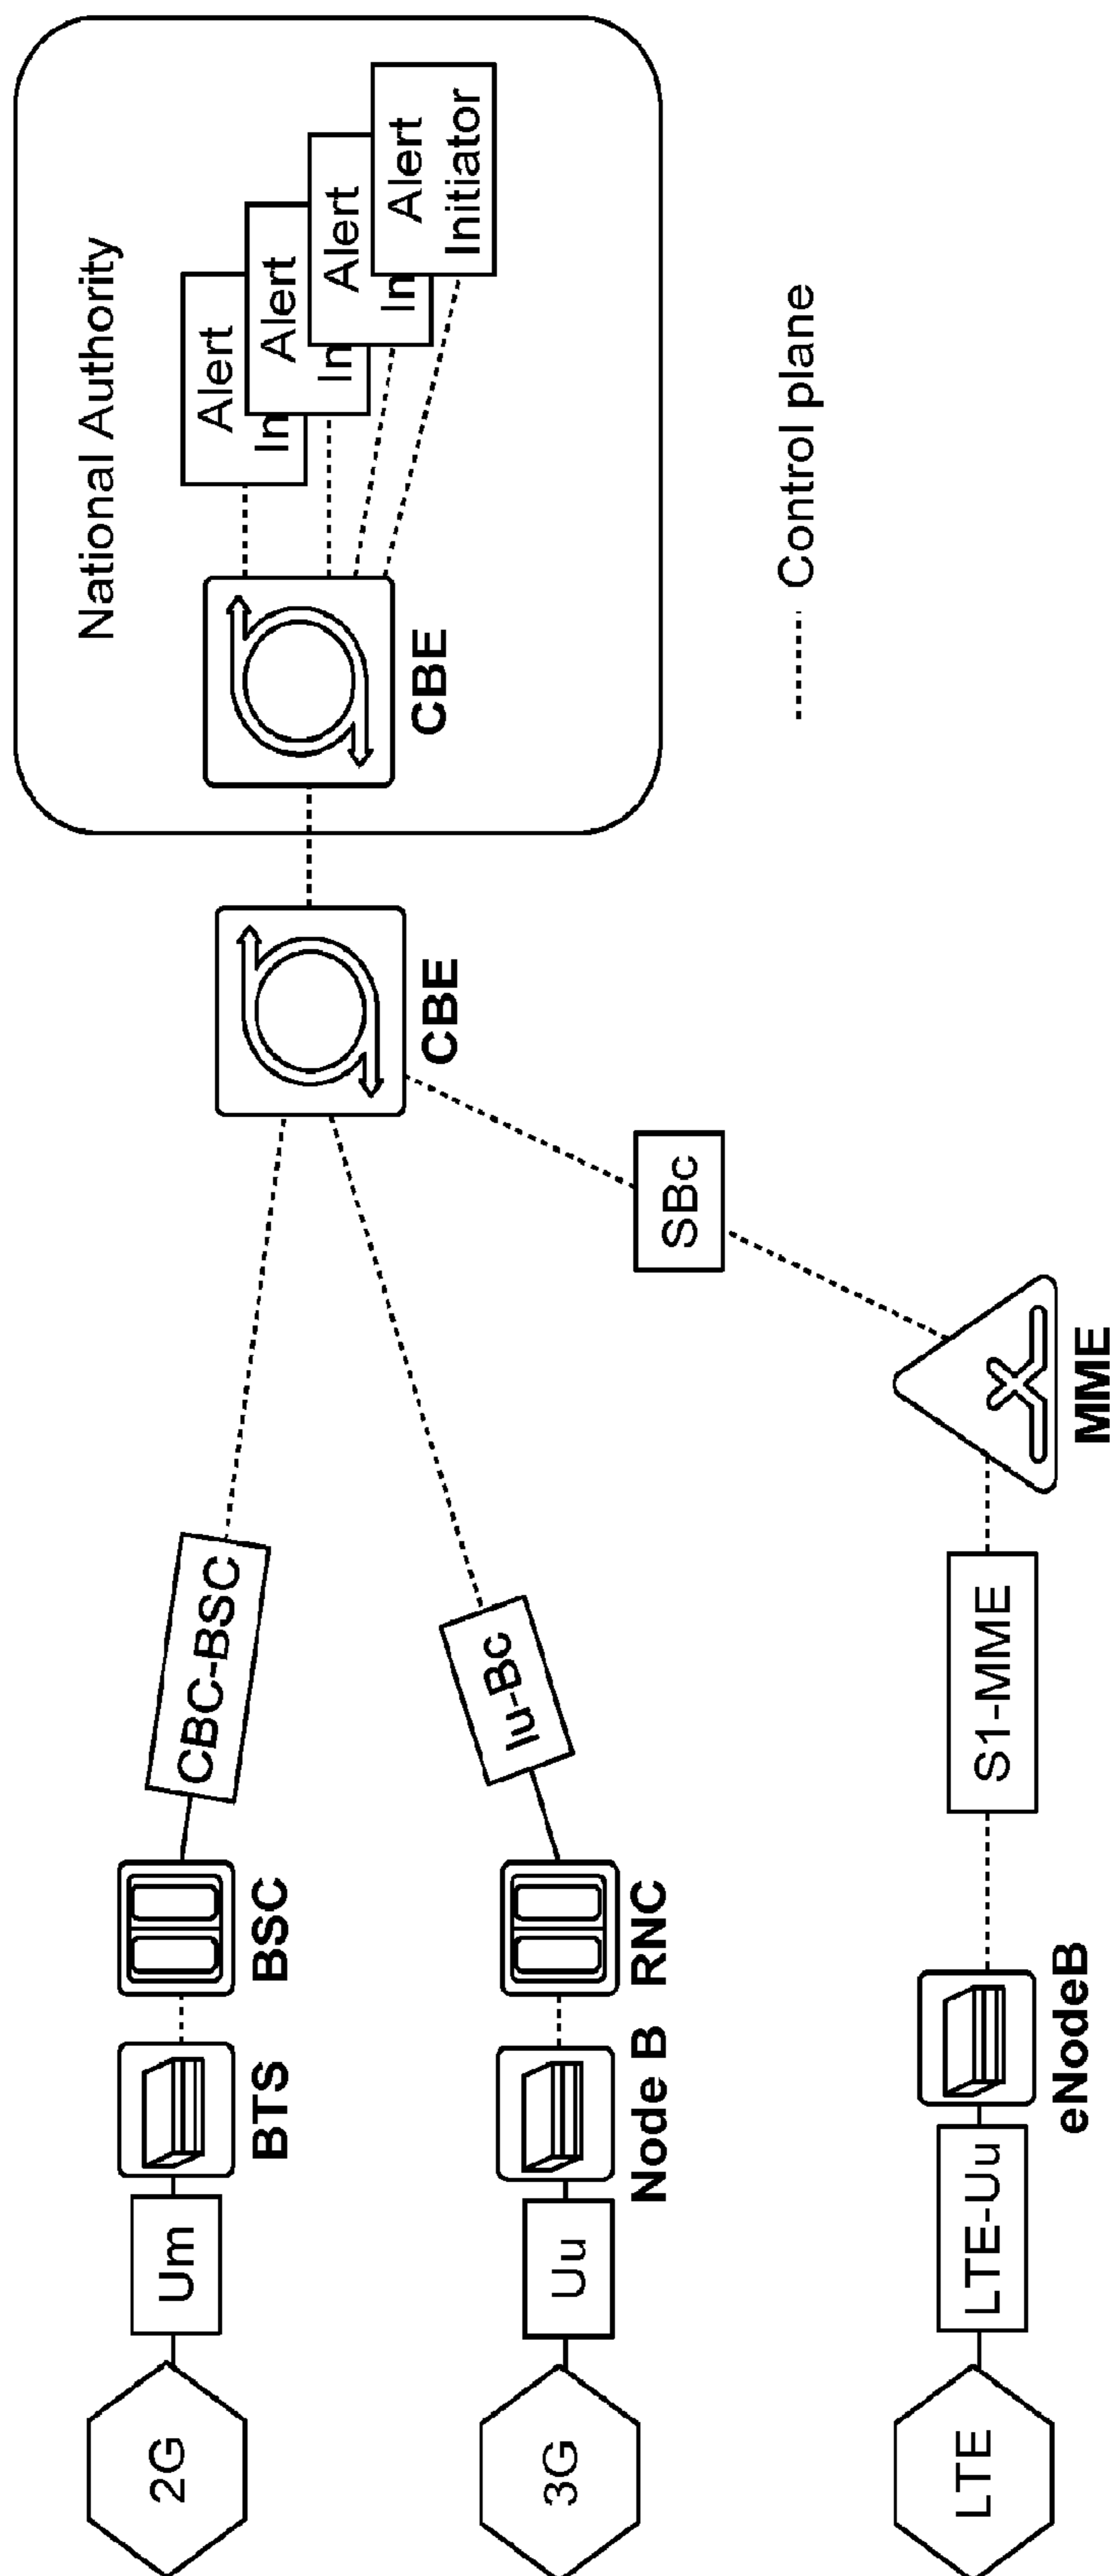 National Authority
Alert
In
Alert
In
Alert
In
Alert
Initiator
CBE
CBE
Control plane
2G
Um
BTS
BSC
CBC-BSC
3G
Uu
Node B
RNC
Iu-Bc
SBc
LTE
LTE-Uu
eNodeB
S1-MME
MME